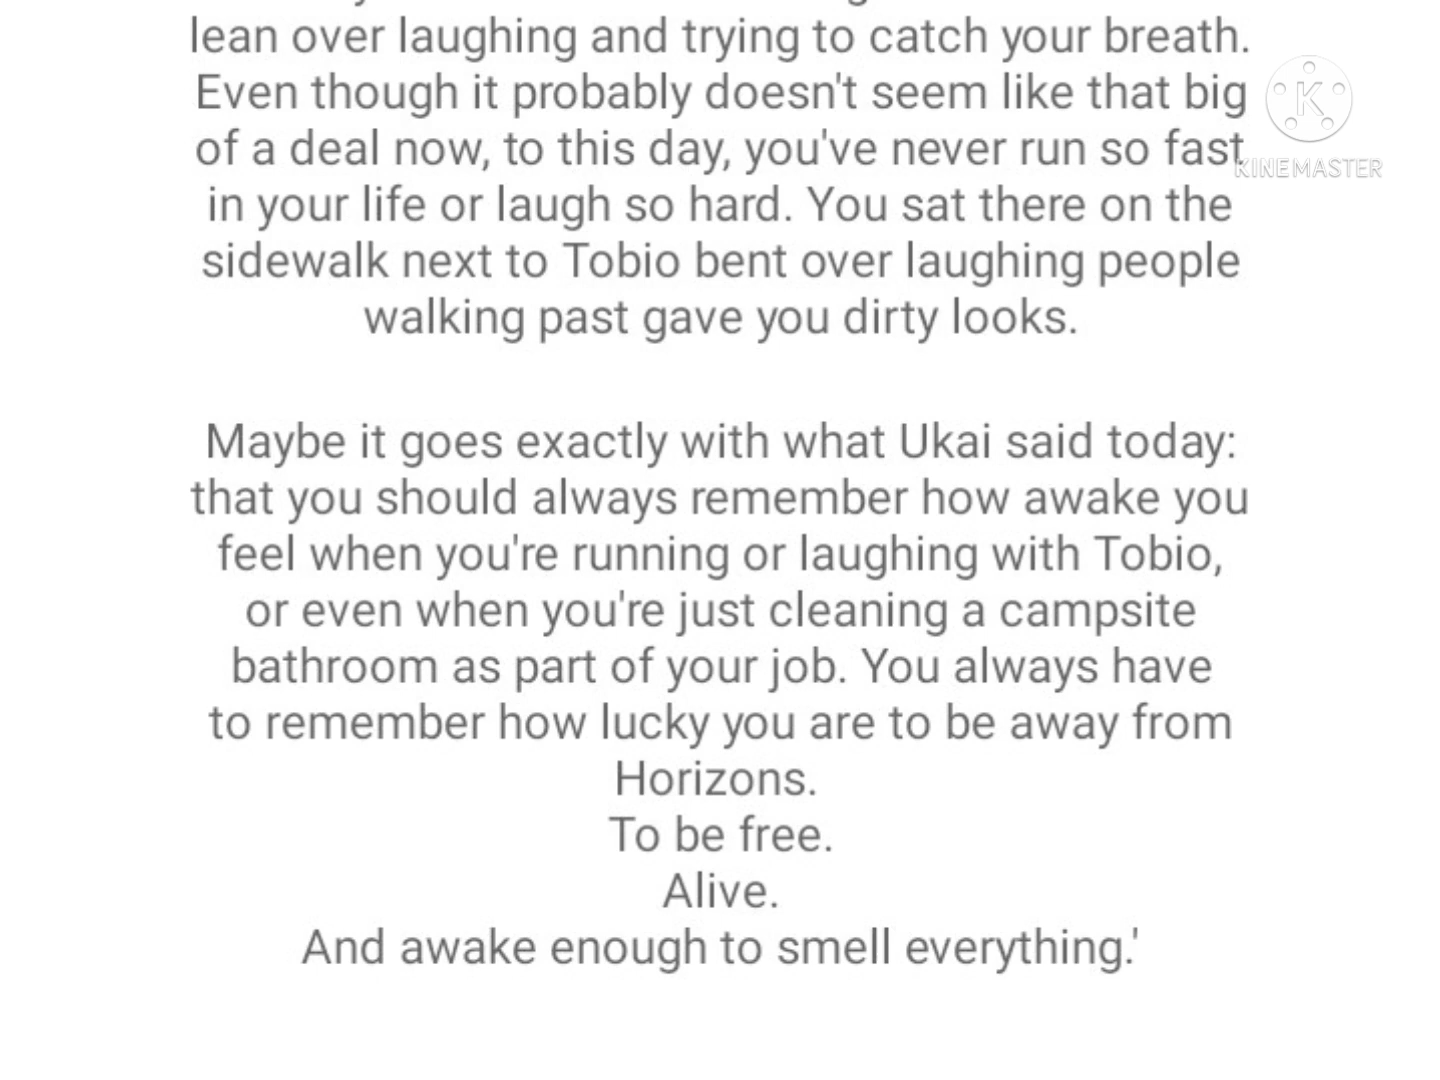 lean over laughing and trying to catch your breath.
Even though it probably doesn't seem like that big
of a deal now, to this day, you've never run so fast
in your life or laugh so hard. You sat there on the
sidewalk next to Tobio bent over laughing people
walking past gave you dirty looks.
Maybe it goes exactly with what Ukai said today:
that you should always remember how awake you
feel when you're running or laughing with Tobio,
or even when you're just cleaning a campsite
bathroom as part of your job. You always have
to remember how lucky you are to be away from
Horizons.
To be free.
Alive.
And awake enough to smell everything.'
K
KINEMASTER